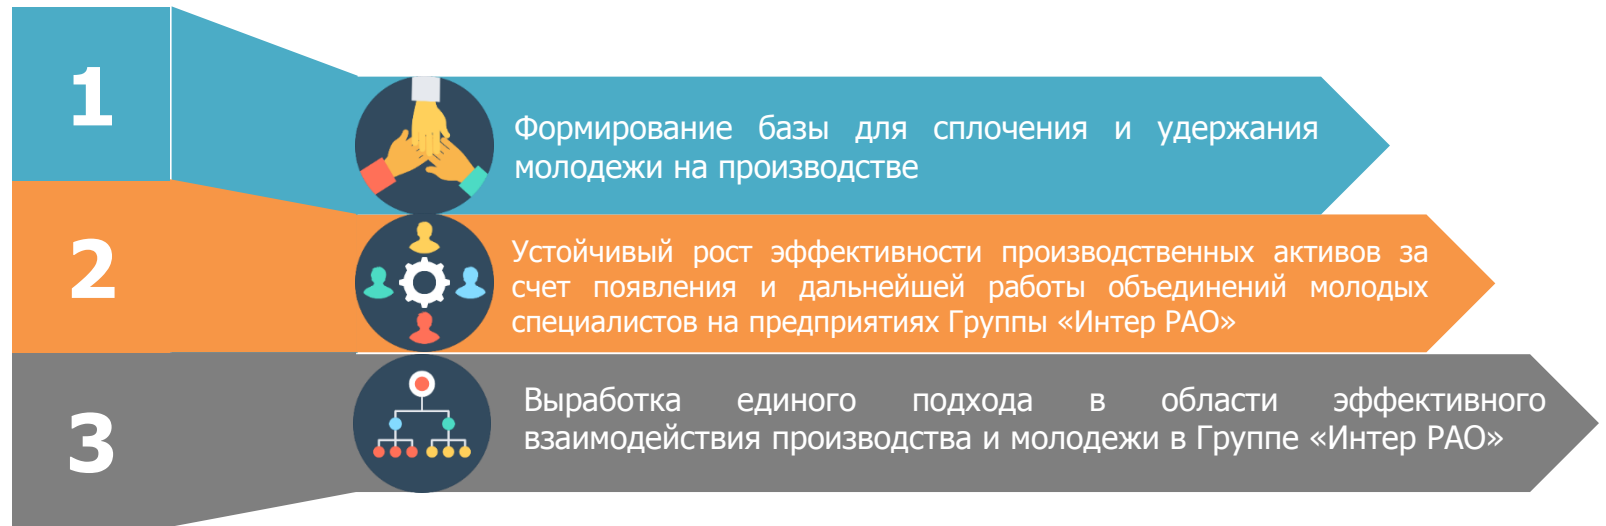 1
Формирование базы для сплочения и удержания
молодежи на производстве
2
Устойчивый рост эффективности производственных активов за
счет появления и дальнейшей работы объединений молодых
специалистов на предприятиях Группы «Интер РАО»
3
Выработка единого подхода в области эффективного
взаимодействия производства и молодежи в Группе «Интер РАО»